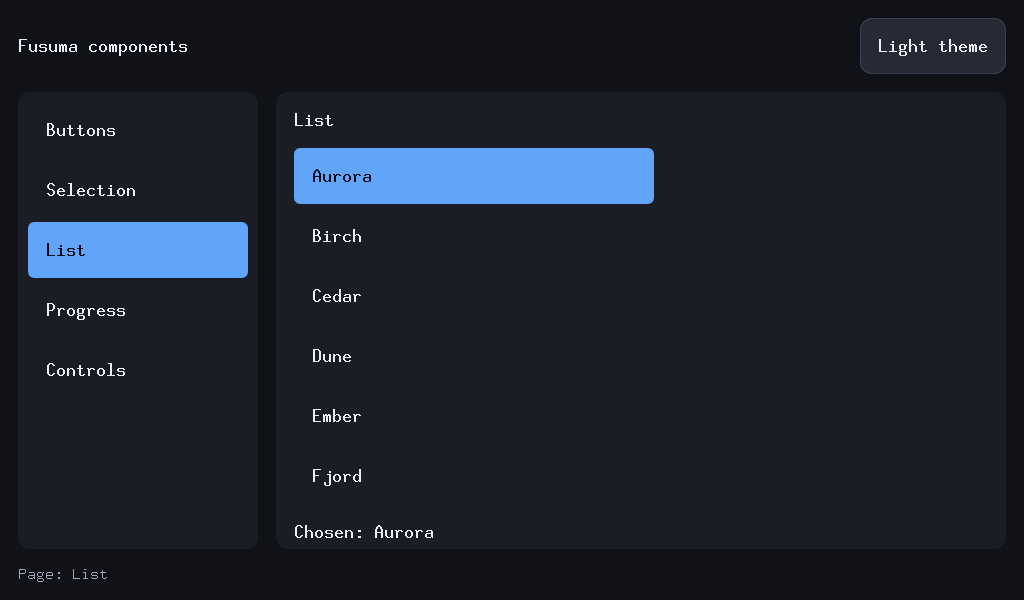 Fusuma components
Light theme
Buttons
Selection
List
Progress
Controls
List
Aurora
Birch
Cedar
Dune
Ember
Fjord
Chosen: Aurora
Page: List